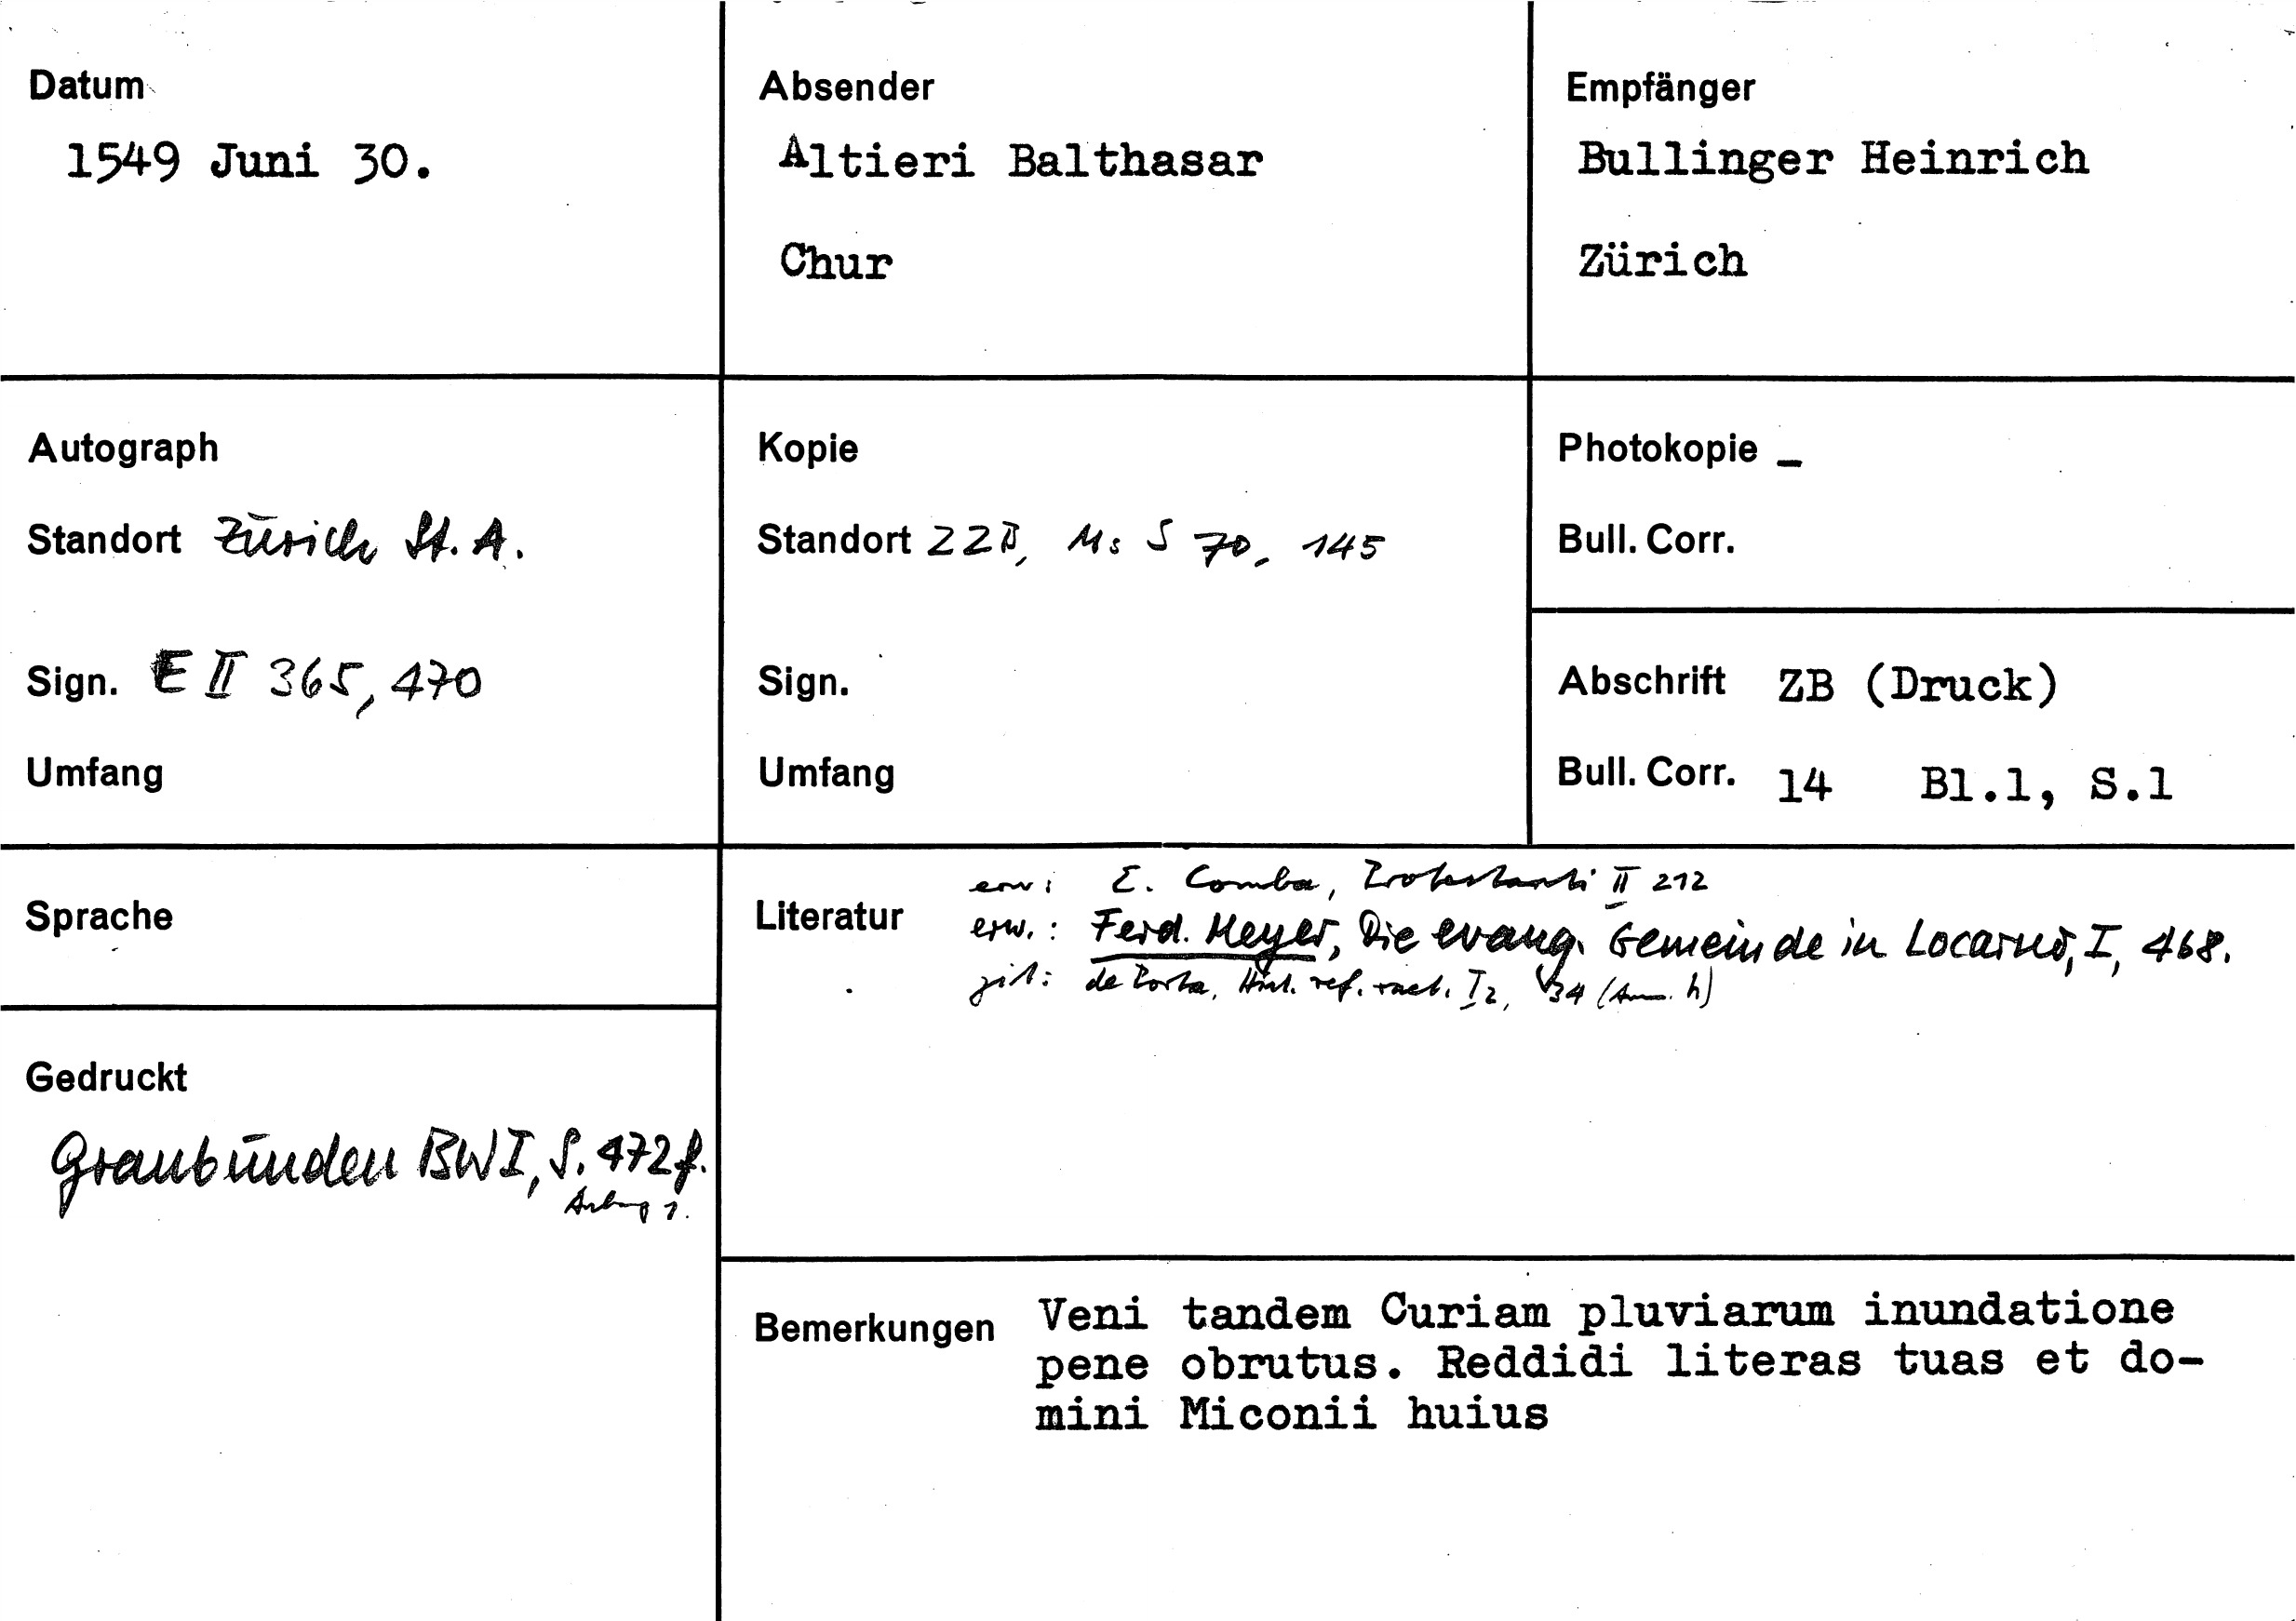 Datum
1549 Juni 30.
Absender
Altieri Balthasar
Chur
Empfänger
Bullinger Heinrich
Zürich
Autograph
Standort Zürich St. A.
Sign. E II 365, 470
Umfang
Kopie
Standort ZZB, Ms S 70, 145
Sign.
Umfang
Photokopie –
Bull. Corr.
Abschrift ZB (Druck)
Bull. Corr. 14 Bl.1, S.1
Sprache
Gedruckt
Graubünden BW I, S. 472 f.
Anhang 1.
Literatur
erw: E. Comba, Protestanti II 212
erw.: Ferd. Meyer, Die evang. Gemeinde in Locarno, I, 468.
zit: de Porta, Hist. ref. raet. I 2, 34 (Anm. h)
Bemerkungen
Veni tandem Curiam pluviarum inundatione
pene obrutus. Reddidi literas tuas et do-
mini Miconii huius